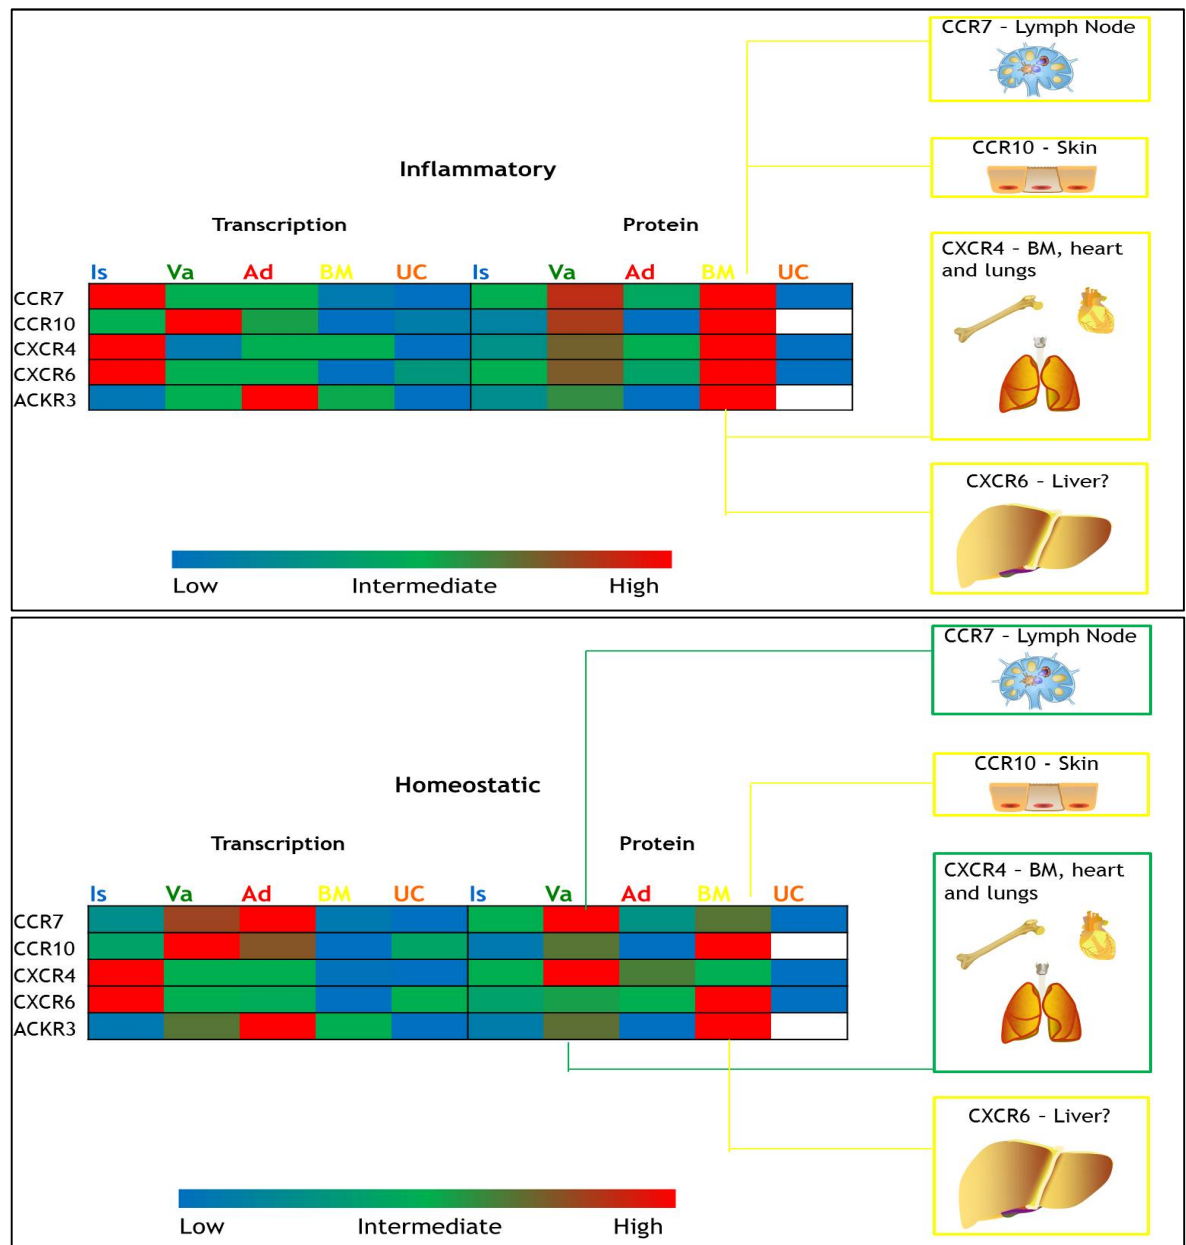 CCR7 - Lymph Node
CCR10 - Skin
Inflammatory
Transcription Protein
CXCR4 - BM, heart
and lungs
Is Va Ad BM UC Is Va Ad BM UC
CCR7
CCR10
CXCR4
CXCR6
ACKR3
CXCR6 - Liver?
Low Intermediate High
CCR7 - Lymph Node
CCR10 - Skin
Homeostatic
Transcription Protein
CXCR4 - BM, heart
and lungs
Is Va Ad BM UC Is Va Ad BM UC
CCR7
CCR10
CXCR4
CXCR6
ACKR3
CXCR6 - Liver?
Low Intermediate High